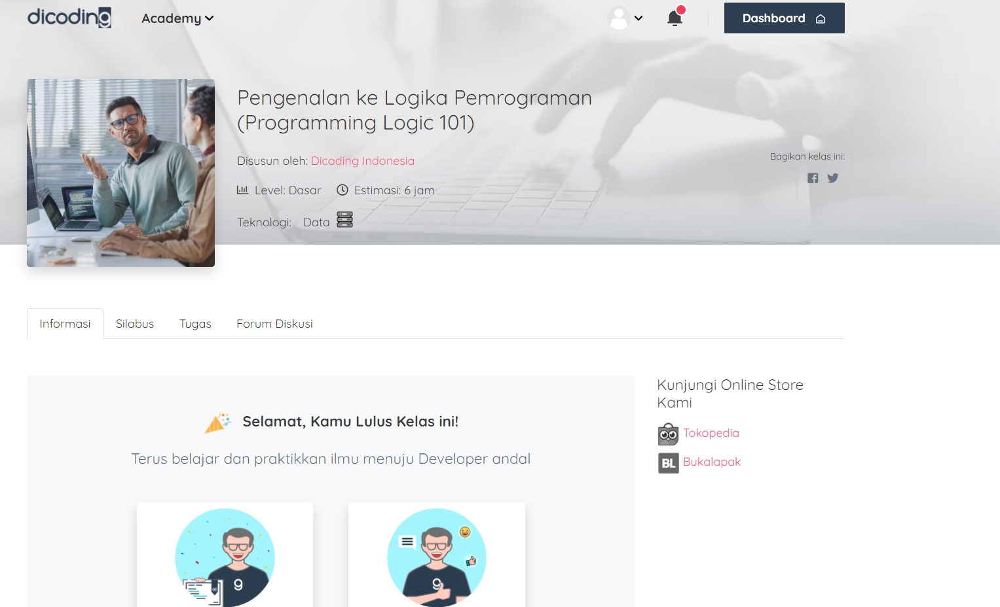 dicoding
Academy
Dashboard
Pengenalan ke Logika Pemrograman
(Programming Logic 101)
Disusun oleh: Dicoding Indonesia
Bagikan kelas ini:
Level: Dasar
Estimasi: 6 jam
Teknologi:
Data
Informasi
Silabus
Tugas
Forum Diskusi
Selamat, Kamu Lulus Kelas ini!
Terus belajar dan praktikkan ilmu menuju Developer andal
9
9
Kunjungi Online Store
Kami
Tokopedia
BL Bukalapak